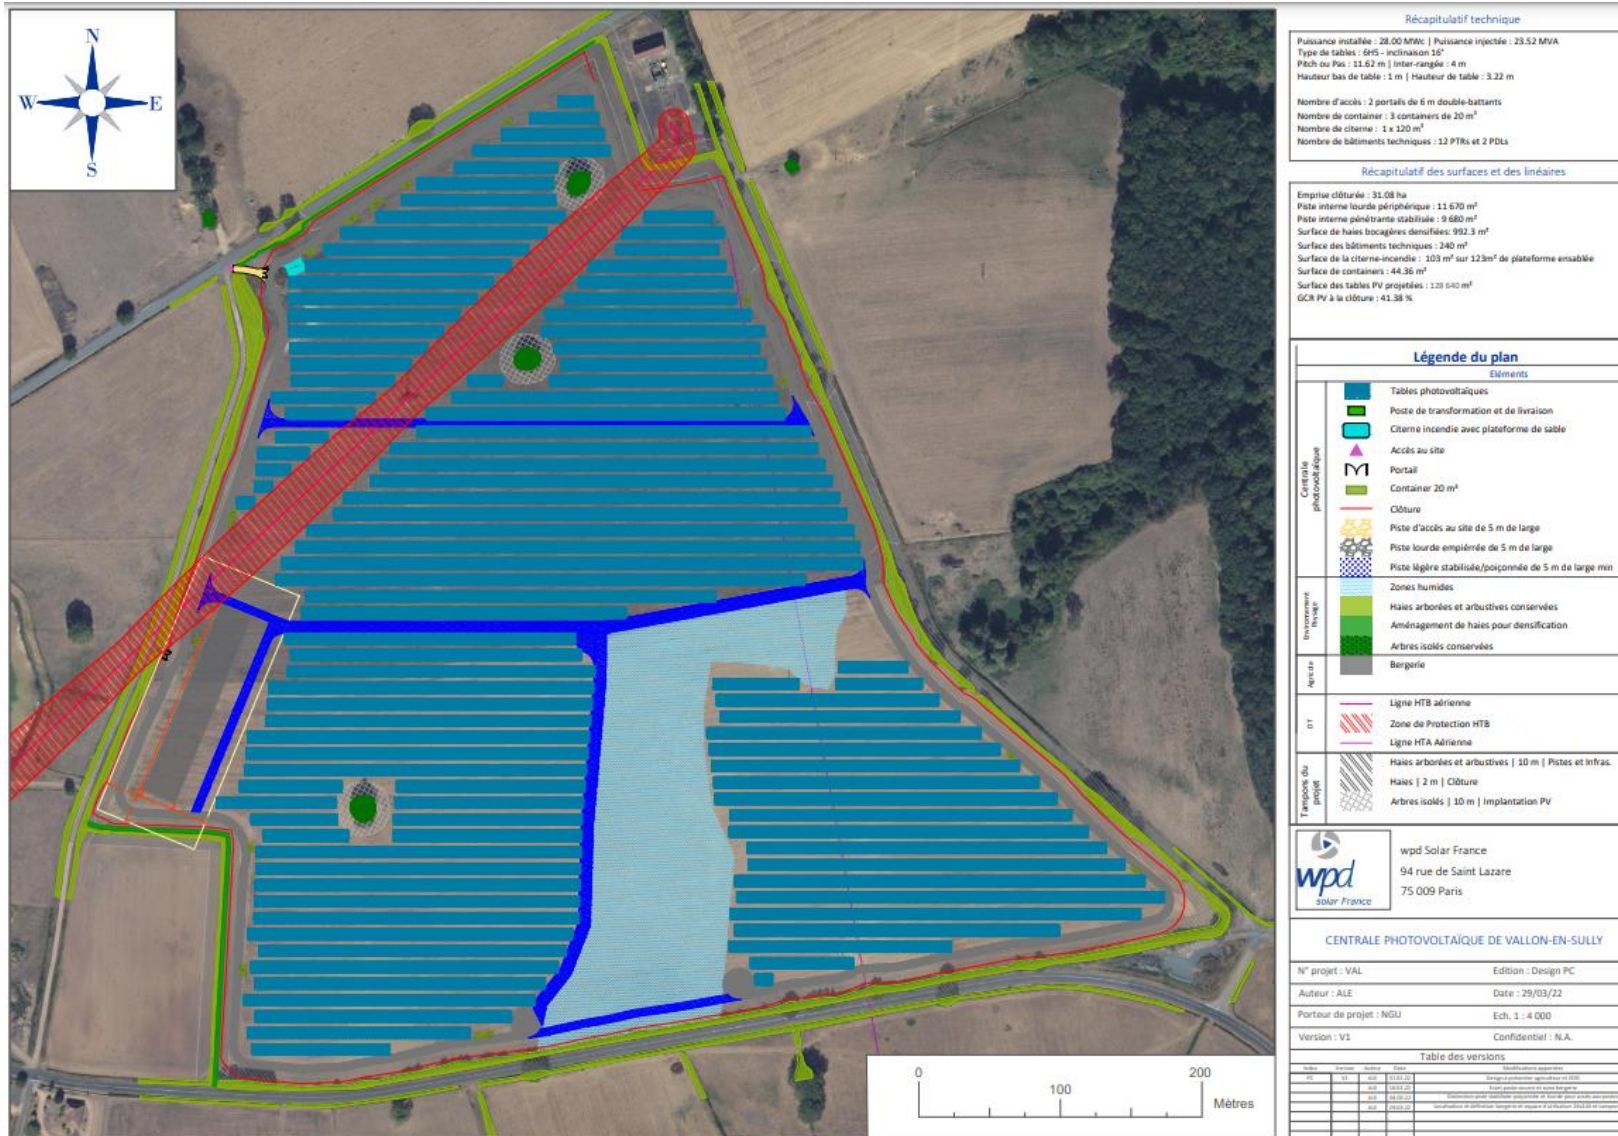 N
W
E
S
Récapitulatif technique
Puissance installée : 28.00 MWc | Puissance injectée : 23.52 MVA
Type de tables : 6H5 - inclinaison 16°
Pitch ou Pas : 11.62 m | Inter-rangée : 4 m
Hauteur bas de table : 1 m | Hauteur de table : 3.22 m
Nombre d'accès : 2 portails de 6 m double-battants
Nombre de container : 3 containers de 20 m³
Nombre de citerne : 1 x 120 m³
Nombre de bâtiments techniques : 12 PTRs et 2 PDLs
Récapitulatif des surfaces et des linéaires
Emprise clôturée : 31.08 ha
Piste interne lourde périphérique : 11 670 m²
Piste interne pénétrante stabilisée : 9 680 m²
Surface de haies bocagères densifiées: 992.3 m²
Surface des bâtiments techniques : 240 m²
Surface de la citerne-incendie : 103 m² sur 123m² de plateforme ensablée
Surface de containers : 44.36 m²
Surface des tables PV projetées : 128 640 m²
GCR PV à la clôture : 41.38 %
Légende du plan
Eléments
Centrale photovoltaïque
Tables photovoltaïques
Poste de transformation et de livraison
Citerne incendie avec plateforme de sable
Accès au site
Portail
Container 20 m³
Clôture
Piste d'accès au site de 5 m de large
Piste lourde empierrée de 5 m de large
Piste légère stabilisée/poiçonnée de 5 m de large min
Environnement Paysage
Zones humides
Haies arborées et arbustives conservées
Aménagement de haies pour densification
Arbres isolés conservées
Agricole
Bergerie
DT
Ligne HTB aérienne
Zone de Protection HTB
Ligne HTA Aérienne
Tampons du projet
Haies arborées et arbustives | 10 m | Pistes et Infras.
Haies | 2 m | Clôture
Arbres isolés | 10 m | Implantation PV
wpd
solar France
wpd Solar France
94 rue de Saint Lazare
75 009 Paris
CENTRALE PHOTOVOLTAÏQUE DE VALLON-EN-SULLY
N° projet : VAL
Edition : Design PC
Auteur : ALE
Date : 29/03/22
Porteur de projet : NGU
Ech. 1 : 4 000
Version : V1
Confidentiel : N.A.
Table des versions
0
100
200
Mètres